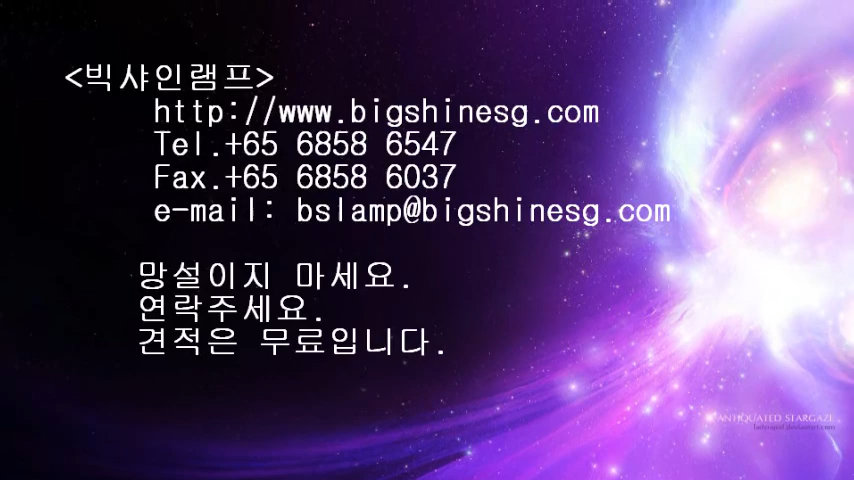 <빅샤인램프>
http://www.bigshinesg.com
Tel.+65 6858 6547
Fax.+65 6858 6037
e-mail: bslamp@bigshinesg.com
망설이지 마세요.
연락주세요.
견적은 무료입니다.
ANTIQUATED STARGAZE